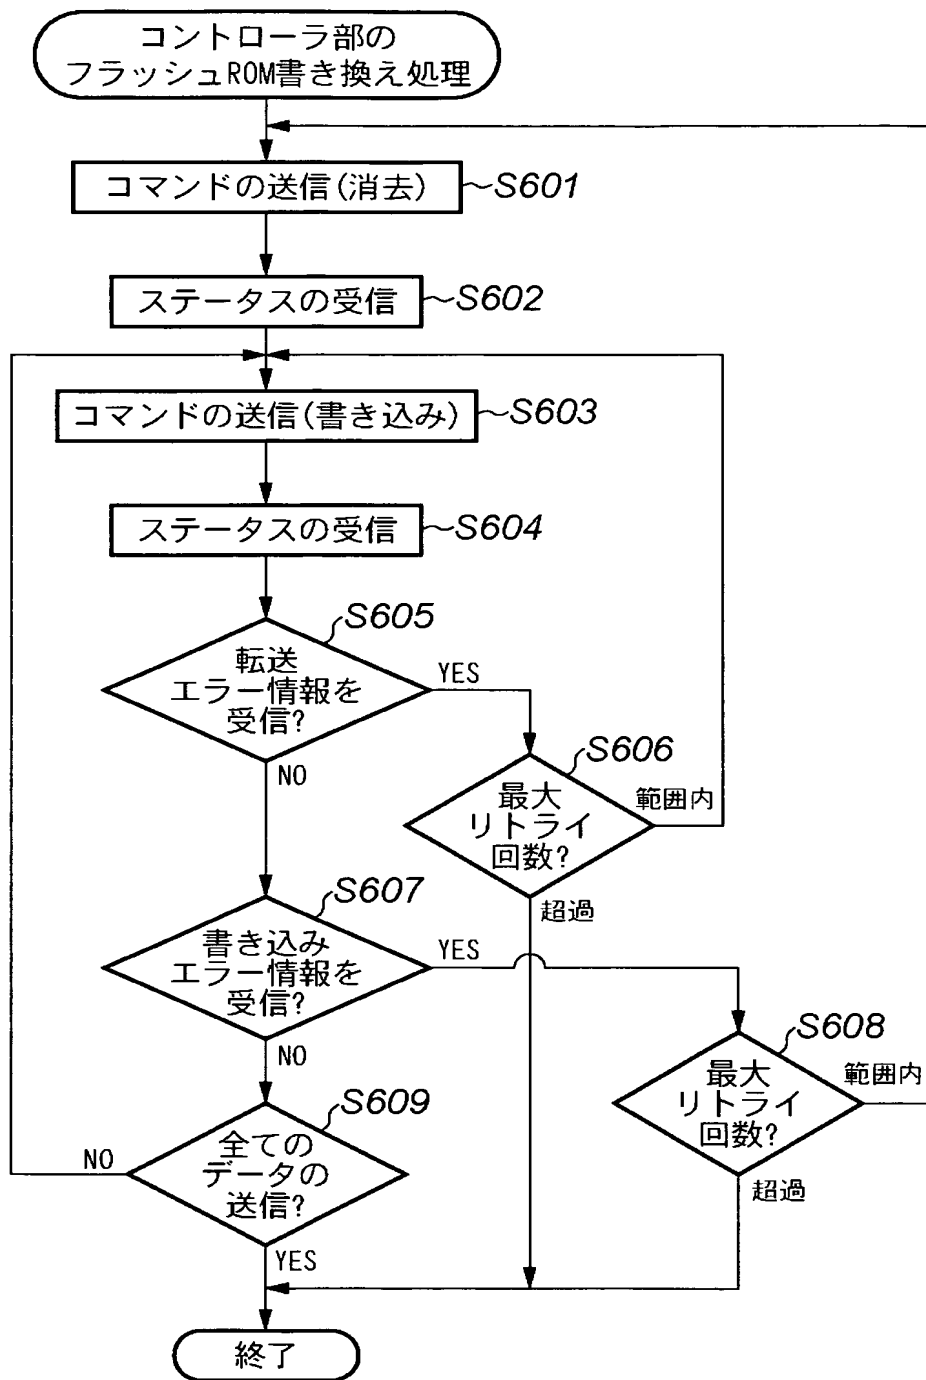 コントローラ部の
フラッシュROM書き換え処理
コマンドの送信(消去)
S601
ステータスの受信
S602
コマンドの送信(書き込み)
S603
ステータスの受信
S604
S605
転送
エラー情報を
受信?
YES
NO
S606
最大
リトライ
回数?
範囲内
超過
S607
書き込み
エラー情報を
受信?
YES
NO
S608
最大
リトライ
回数?
範囲内
超過
S609
全ての
データの
送信?
NO
YES
終了